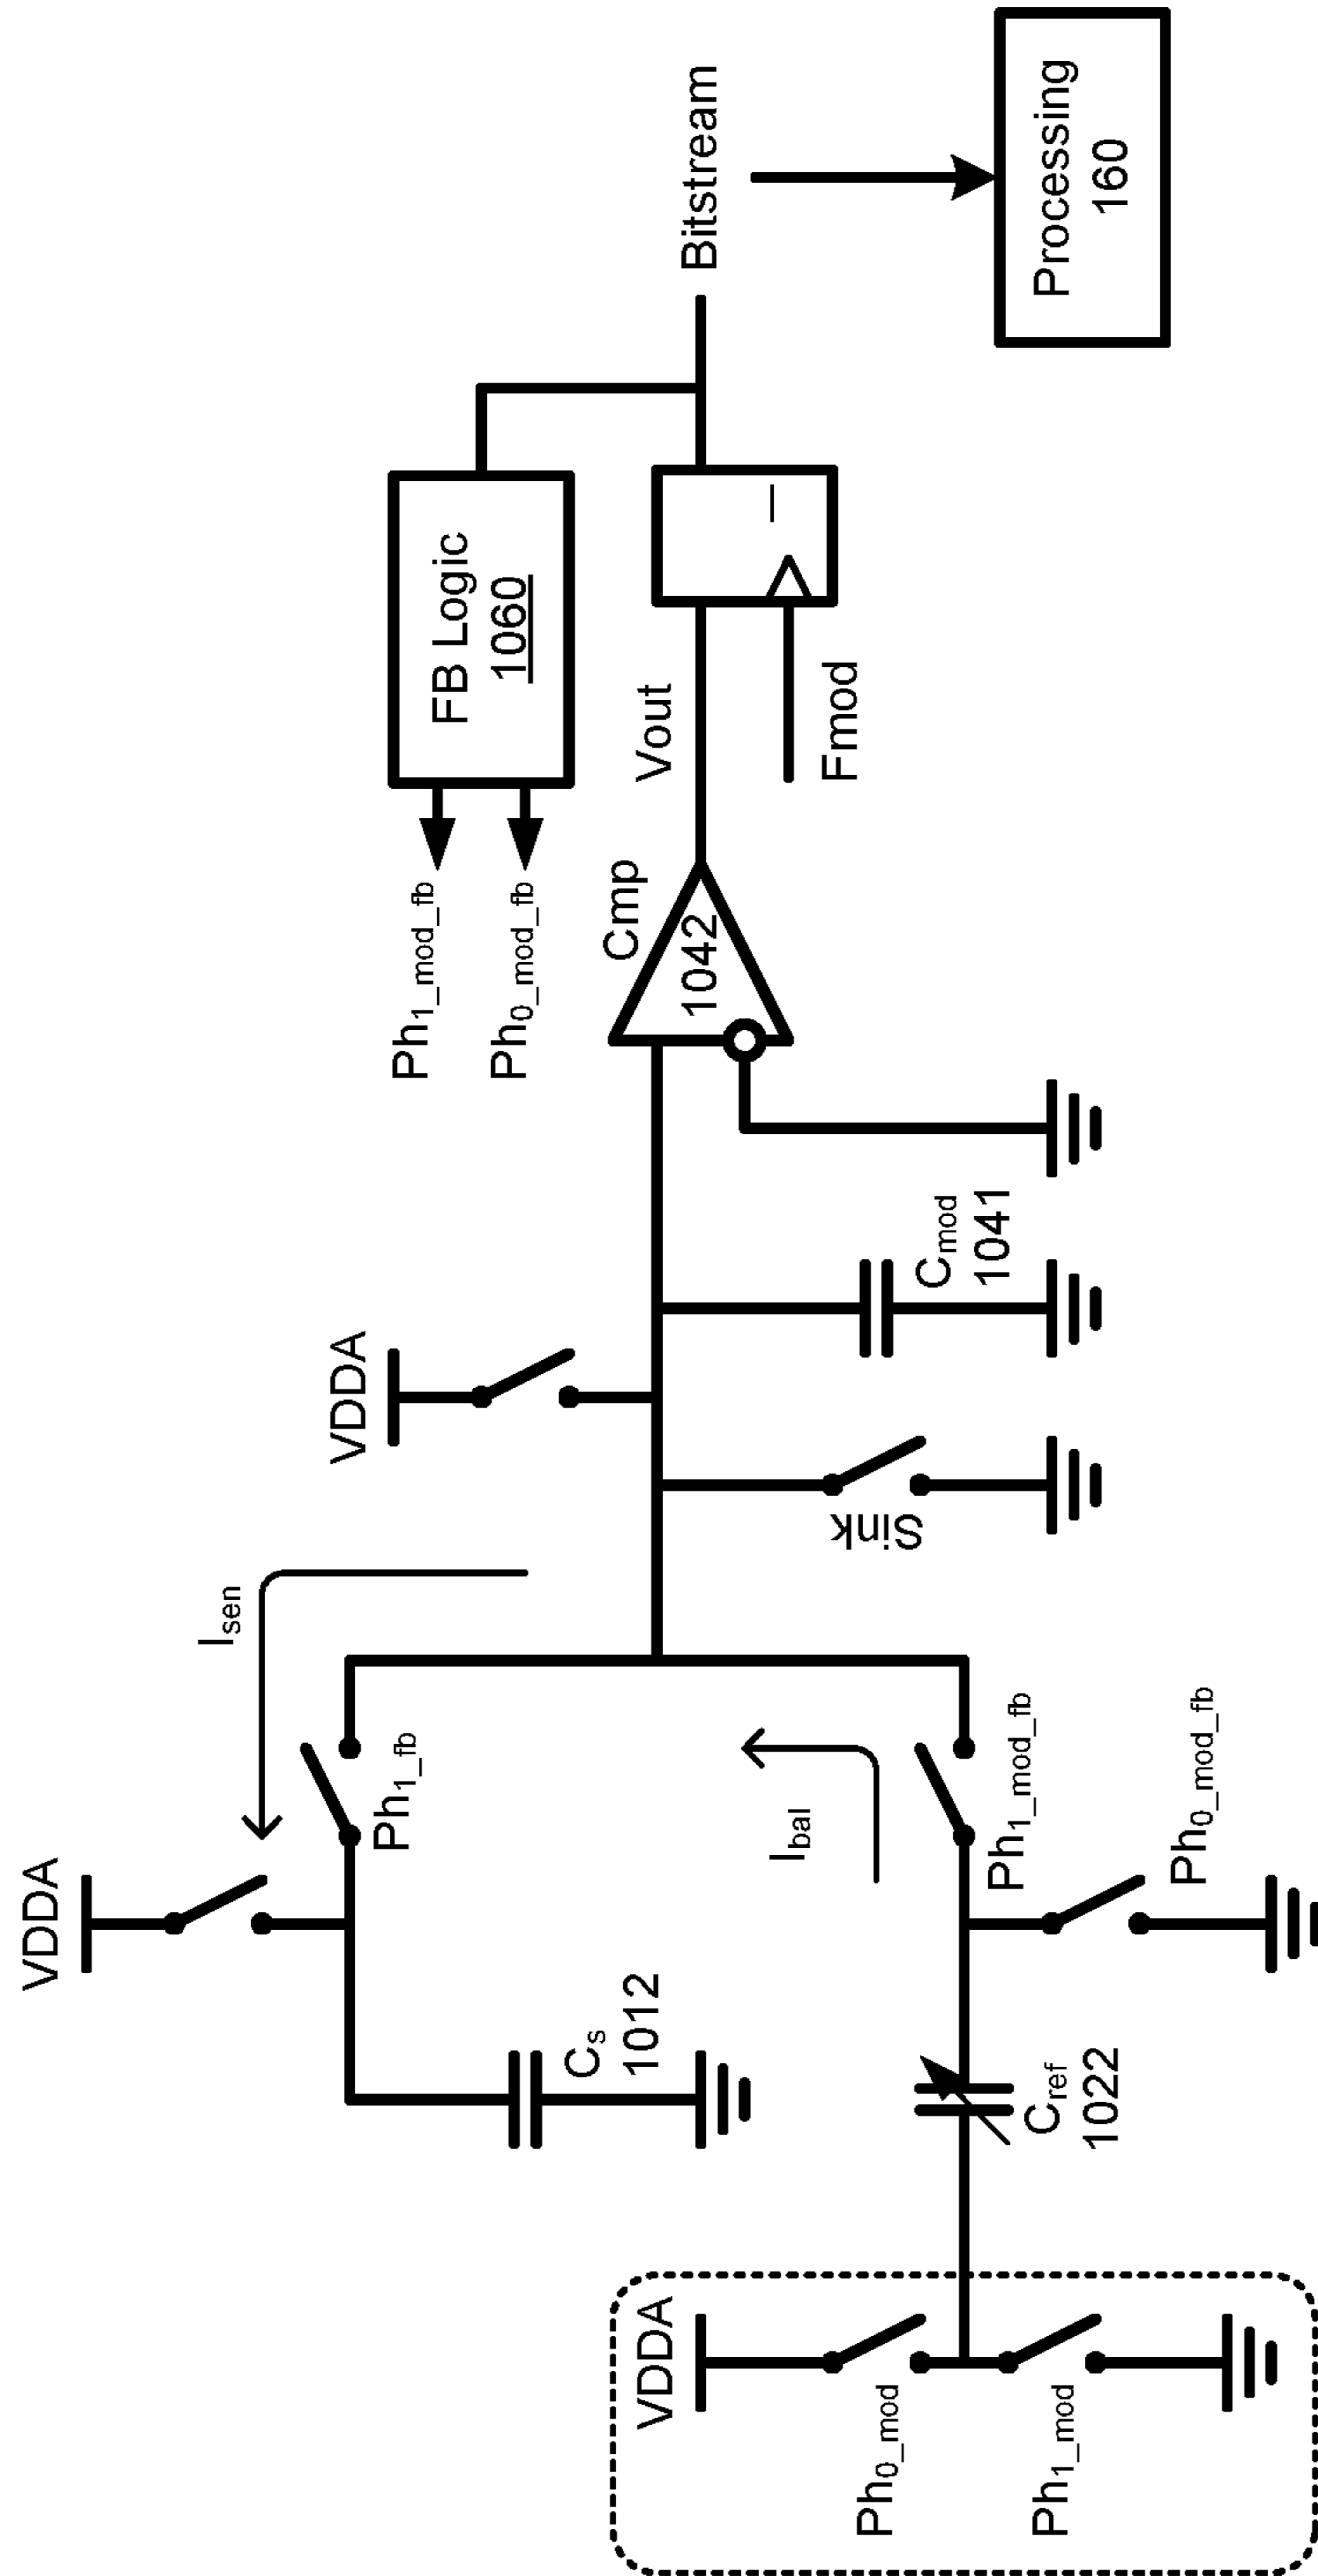 VDDA
Ph0_mod
Ph1_mod
Cref
1022
Cs
1012
VDDA
Ph1_fb
Isen
Ibal
Ph1_mod_fb
Ph0_mod_fb
Sink
VDDA
Cmod
1041
Cmp
1042
Vout
Fmod
Ph1_mod_fb
Ph0_mod_fb
FB Logic
1060
Bitstream
Processing
160